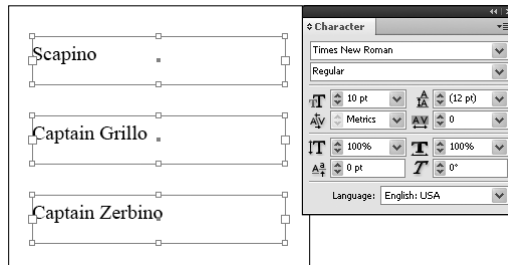 Scapino
Captain Grillo
Captain Zerbino
Character
Times New Roman
Regular
10 pt
(12 pt)
Metrics
0
100%
100%
0 pt
0°
Language: English: USA